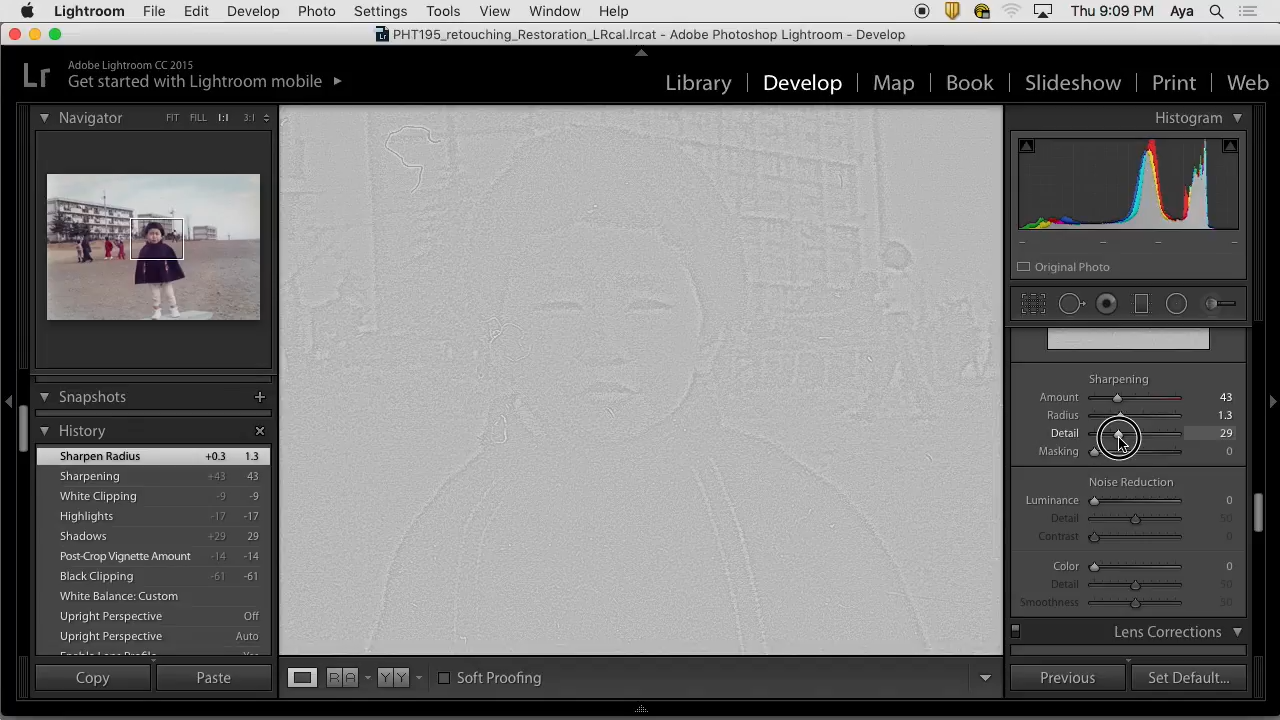 Lightroom File Edit Develop Photo Settings Tools View Window Help Thu 9:09 PM Aya
Lr PHT195_retouching_Restoration_LRcal.lrcat - Adobe Photoshop Lightroom - Develop
Lr
Adobe Lightroom CC 2015
Get started with Lightroom mobile
Library | Develop | Map | Book | Slideshow | Print | Web
Navigator FIT FILL 1:1 3:1
Snapshots +
History
Sharpen Radius +0.3 1.3
Sharpening +43 43
White Clipping -9 -9
Highlights -17 -17
Shadows +29 29
Post-Crop Vignette Amount -14 -14
Black Clipping -61 -61
White Balance: Custom
Upright Perspective Off
Upright Perspective Auto
Copy Paste
RA YY Soft Proofing
Histogram
Original Photo
Sharpening
Amount 43
Radius 1.3
Detail 29
Masking 0
Noise Reduction
Luminance 0
Detail 50
Contrast 0
Color 0
Detail 50
Smoothness 50
Lens Corrections
Previous Set Default...